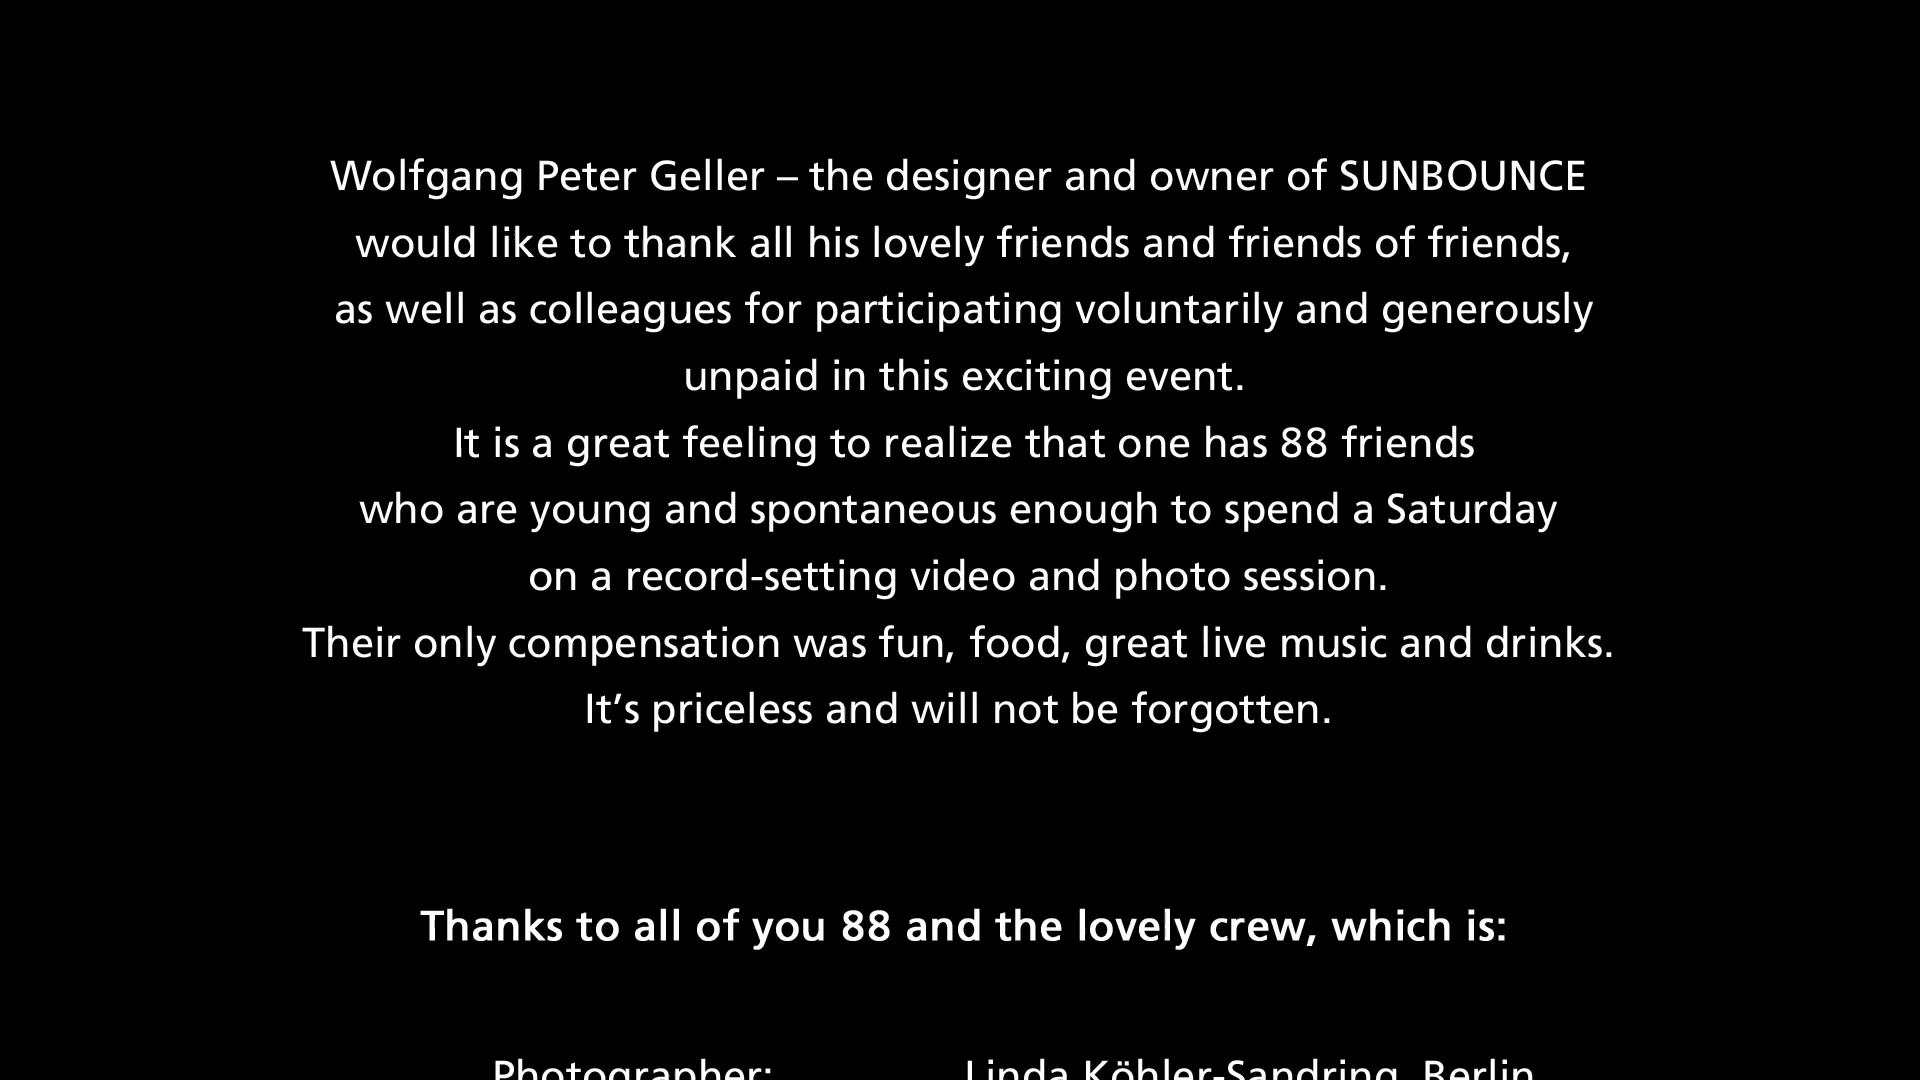 Wolfgang Peter Geller – the designer and owner of SUNBOUNCE
would like to thank all his lovely friends and friends of friends,
as well as colleagues for participating voluntarily and generously
unpaid in this exciting event.
It is a great feeling to realize that one has 88 friends
who are young and spontaneous enough to spend a Saturday
on a record-setting video and photo session.
Their only compensation was fun, food, great live music and drinks.
It’s priceless and will not be forgotten.
Thanks to all of you 88 and the lovely crew, which is:
Photographer: Linda Köhler-Sandring, Berlin